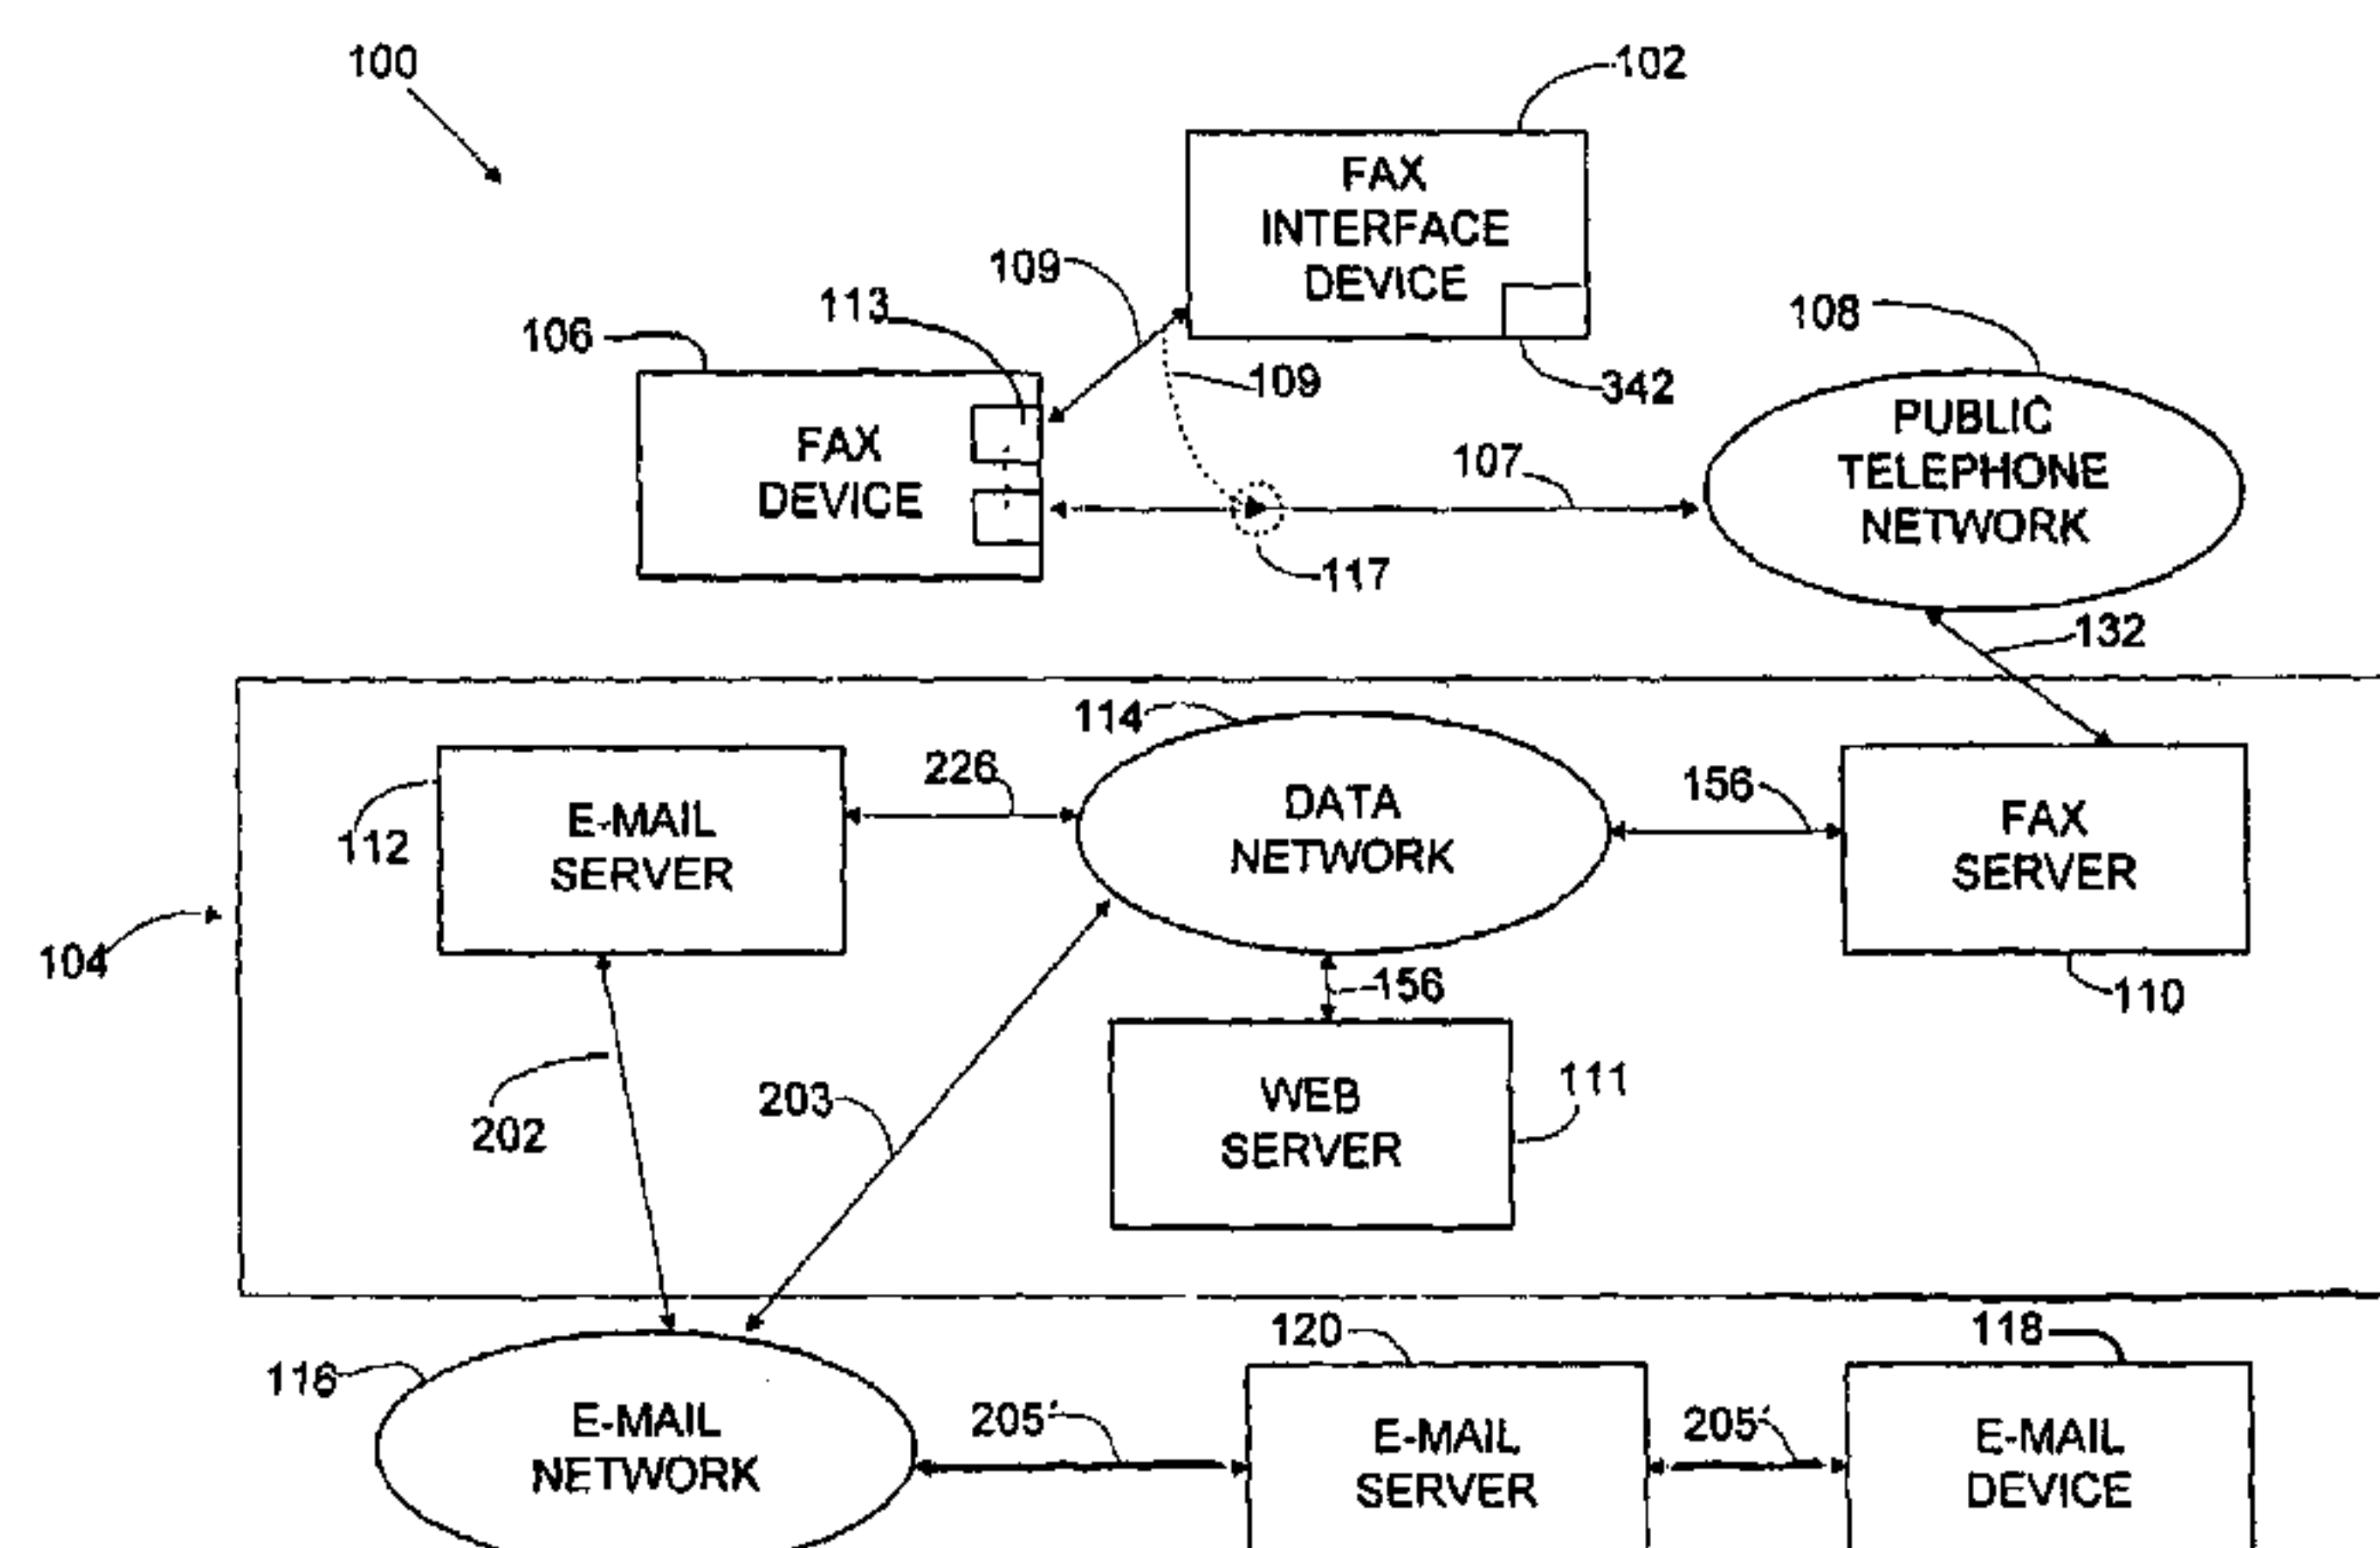 100
102
FAX
INTERFACE
DEVICE
109
113
106
108
342
109
FAX
DEVICE
107
PUBLIC
TELEPHONE
NETWORK
117
132
114
226
156
112
E-MAIL
SERVER
DATA
NETWORK
FAX
SERVER
104
156
110
202
203
WEB
SERVER
111
120
118
116
E-MAIL
NETWORK
205'
E-MAIL
SERVER
205'
E-MAIL
DEVICE